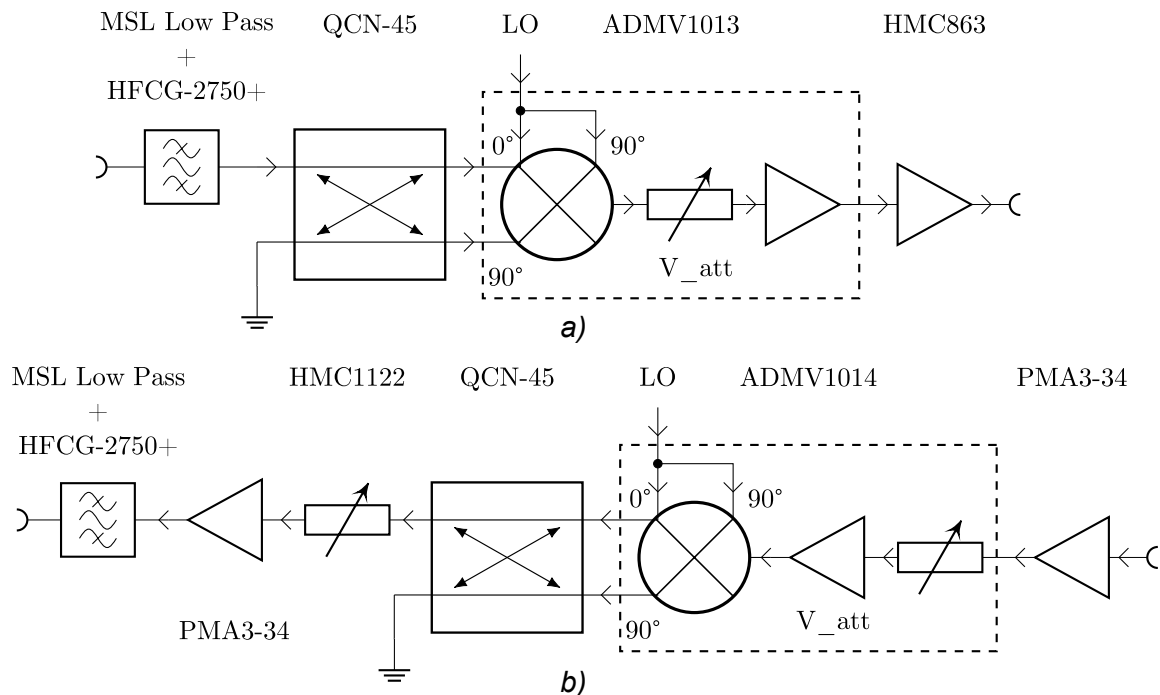 MSL Low Pass
+
HFCG-2750+
QCN-45
LO
ADMV1013
HMC863
0°
90°
90°
V_att
a)
MSL Low Pass
+
HFCG-2750+
HMC1122
QCN-45
LO
ADMV1014
PMA3-34
0°
90°
90°
V_att
PMA3-34
b)